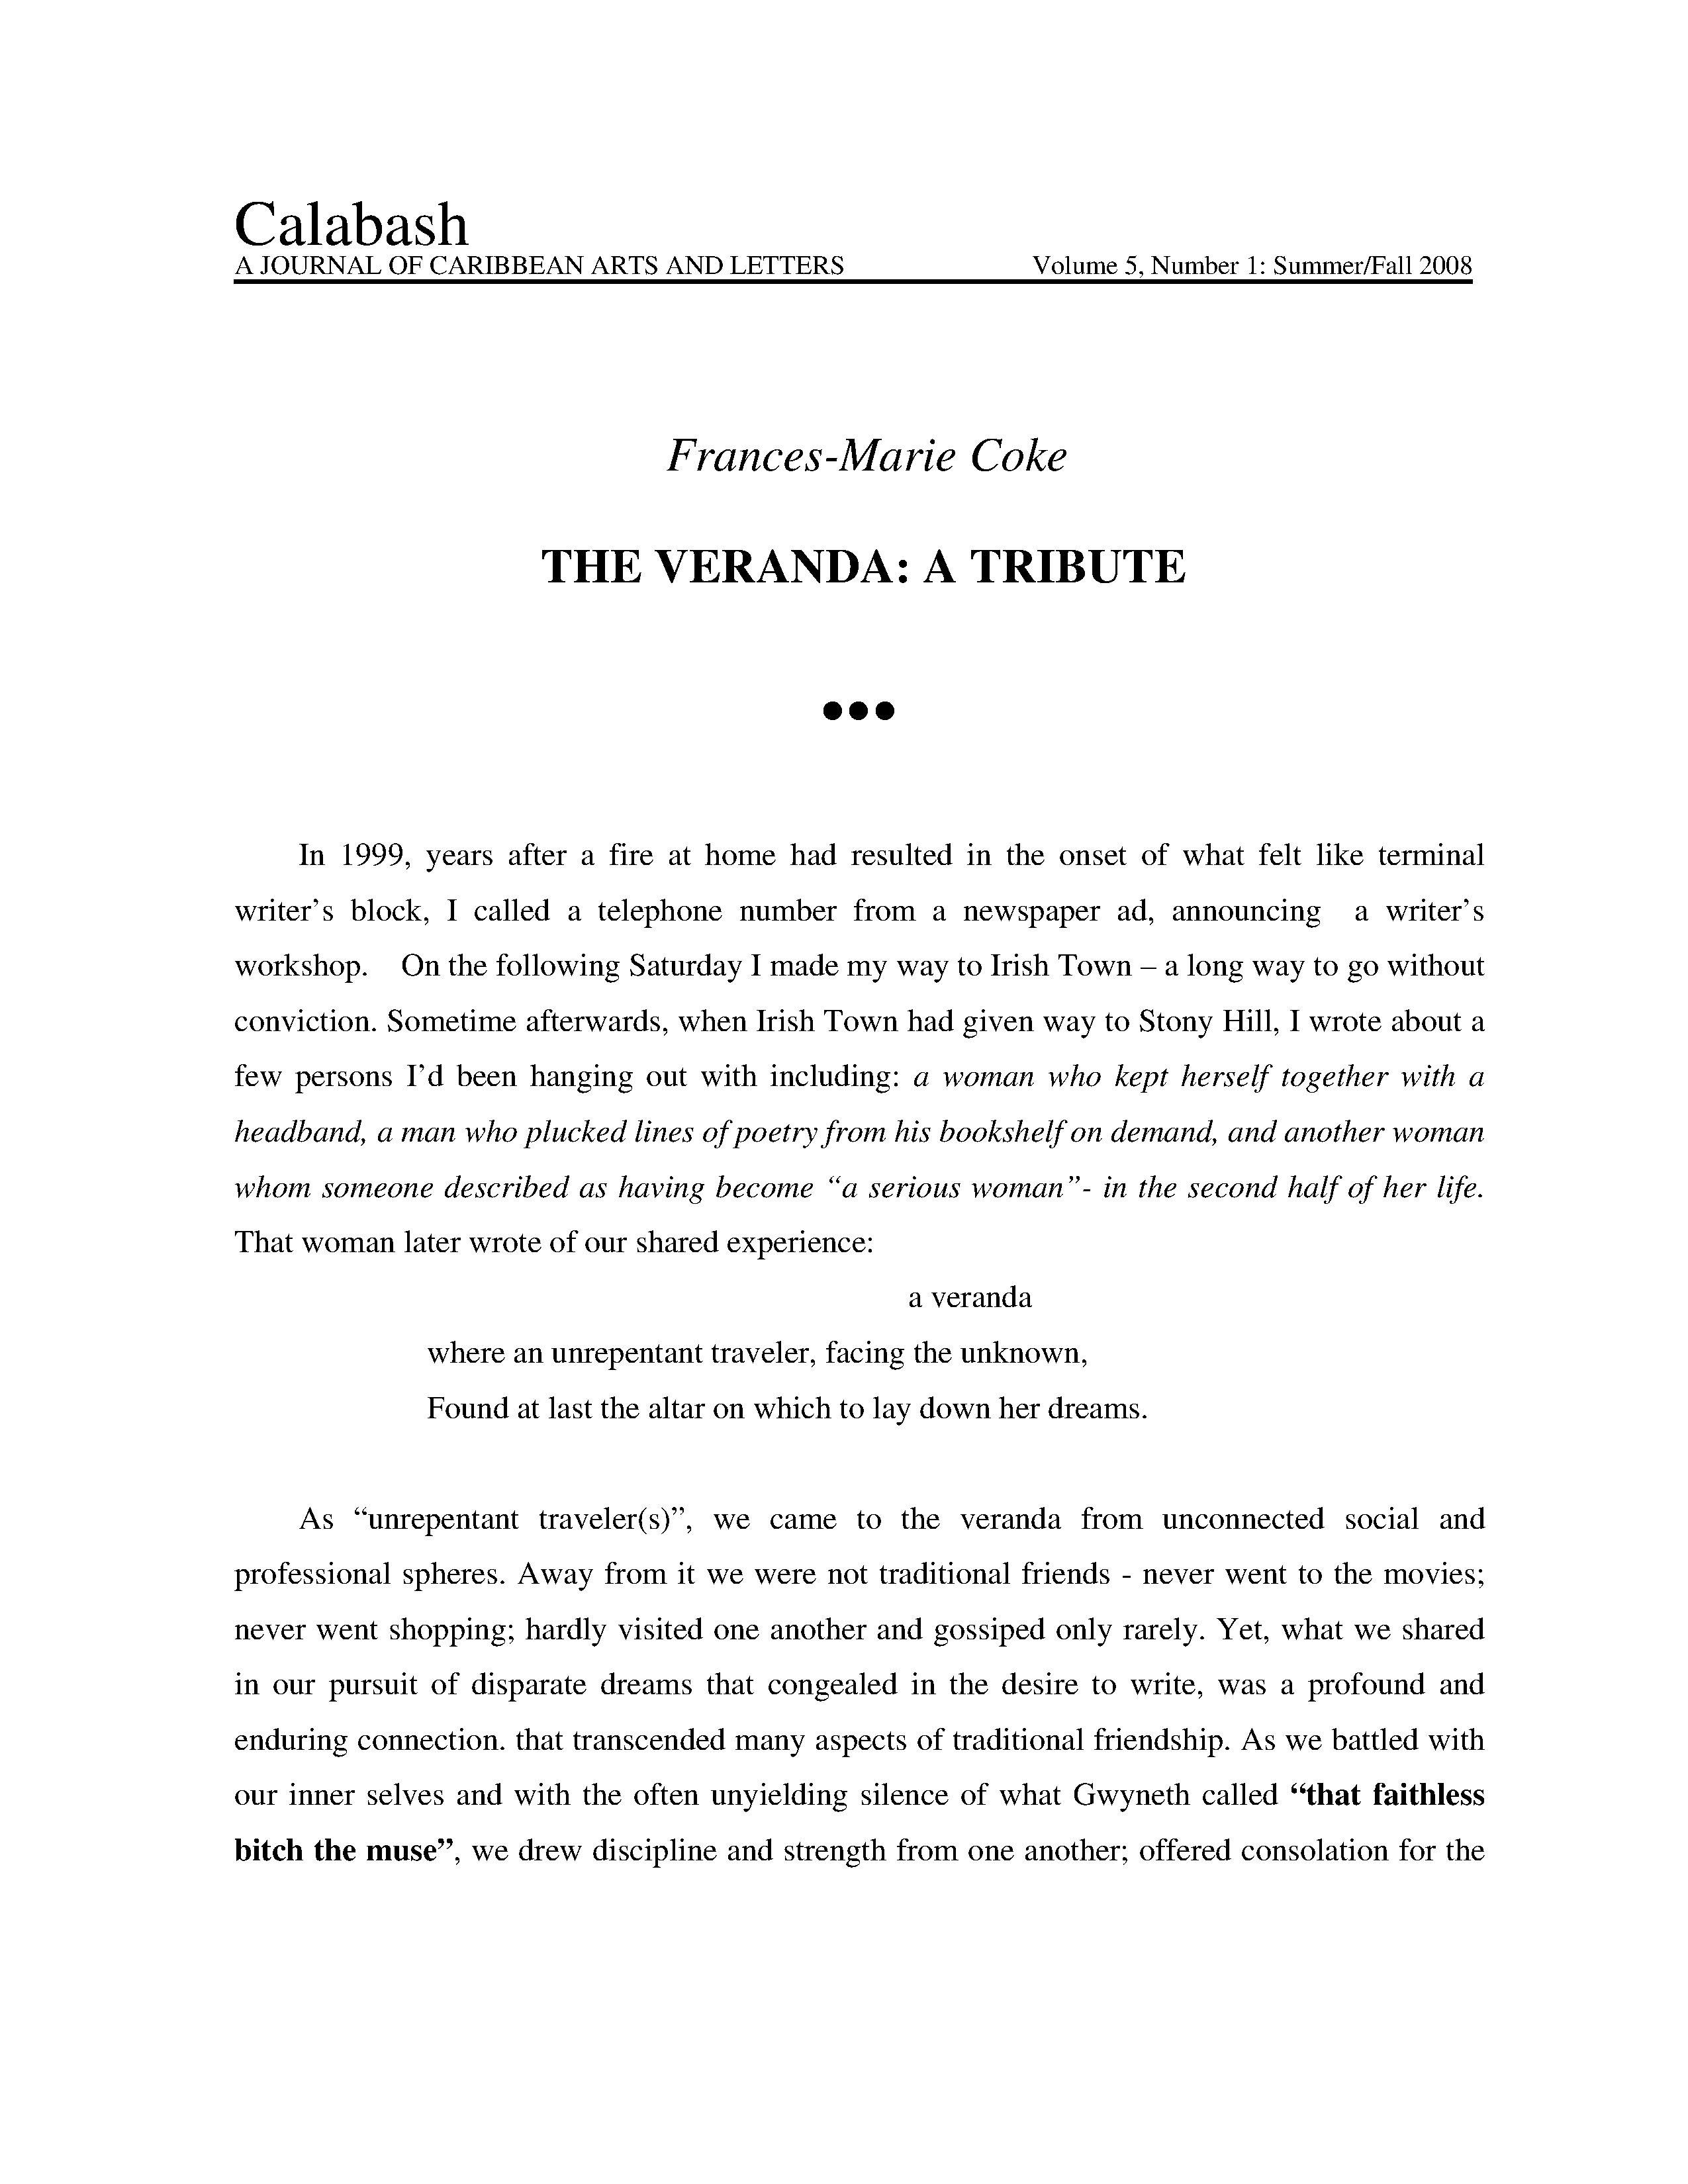 Calabash
A JOURNAL OF CARIBBEAN ARTS AND LETTERS Volume 5, Number 1: Summer/Fall 2008
Frances-Marie Coke
THE VERANDA: A TRIBUTE
●●●
In 1999, years after a fire at home had resulted in the onset of what felt like terminal
writer’s block, I called a telephone number from a newspaper ad, announcing a writer’s
workshop. On the following Saturday I made my way to Irish Town – a long way to go without
conviction. Sometime afterwards, when Irish Town had given way to Stony Hill, I wrote about a
few persons I’d been hanging out with including: a woman who kept herself together with a
headband, a man who plucked lines of poetry from his bookshelf on demand, and another woman
whom someone described as having become “a serious woman”- in the second half of her life.
That woman later wrote of our shared experience:
a veranda
where an unrepentant traveler, facing the unknown,
Found at last the altar on which to lay down her dreams.
As “unrepentant traveler(s)”, we came to the veranda from unconnected social and
professional spheres. Away from it we were not traditional friends - never went to the movies;
never went shopping; hardly visited one another and gossiped only rarely. Yet, what we shared
in our pursuit of disparate dreams that congealed in the desire to write, was a profound and
enduring connection. that transcended many aspects of traditional friendship. As we battled with
our inner selves and with the often unyielding silence of what Gwyneth called “that faithless
bitch the muse”, we drew discipline and strength from one another; offered consolation for the